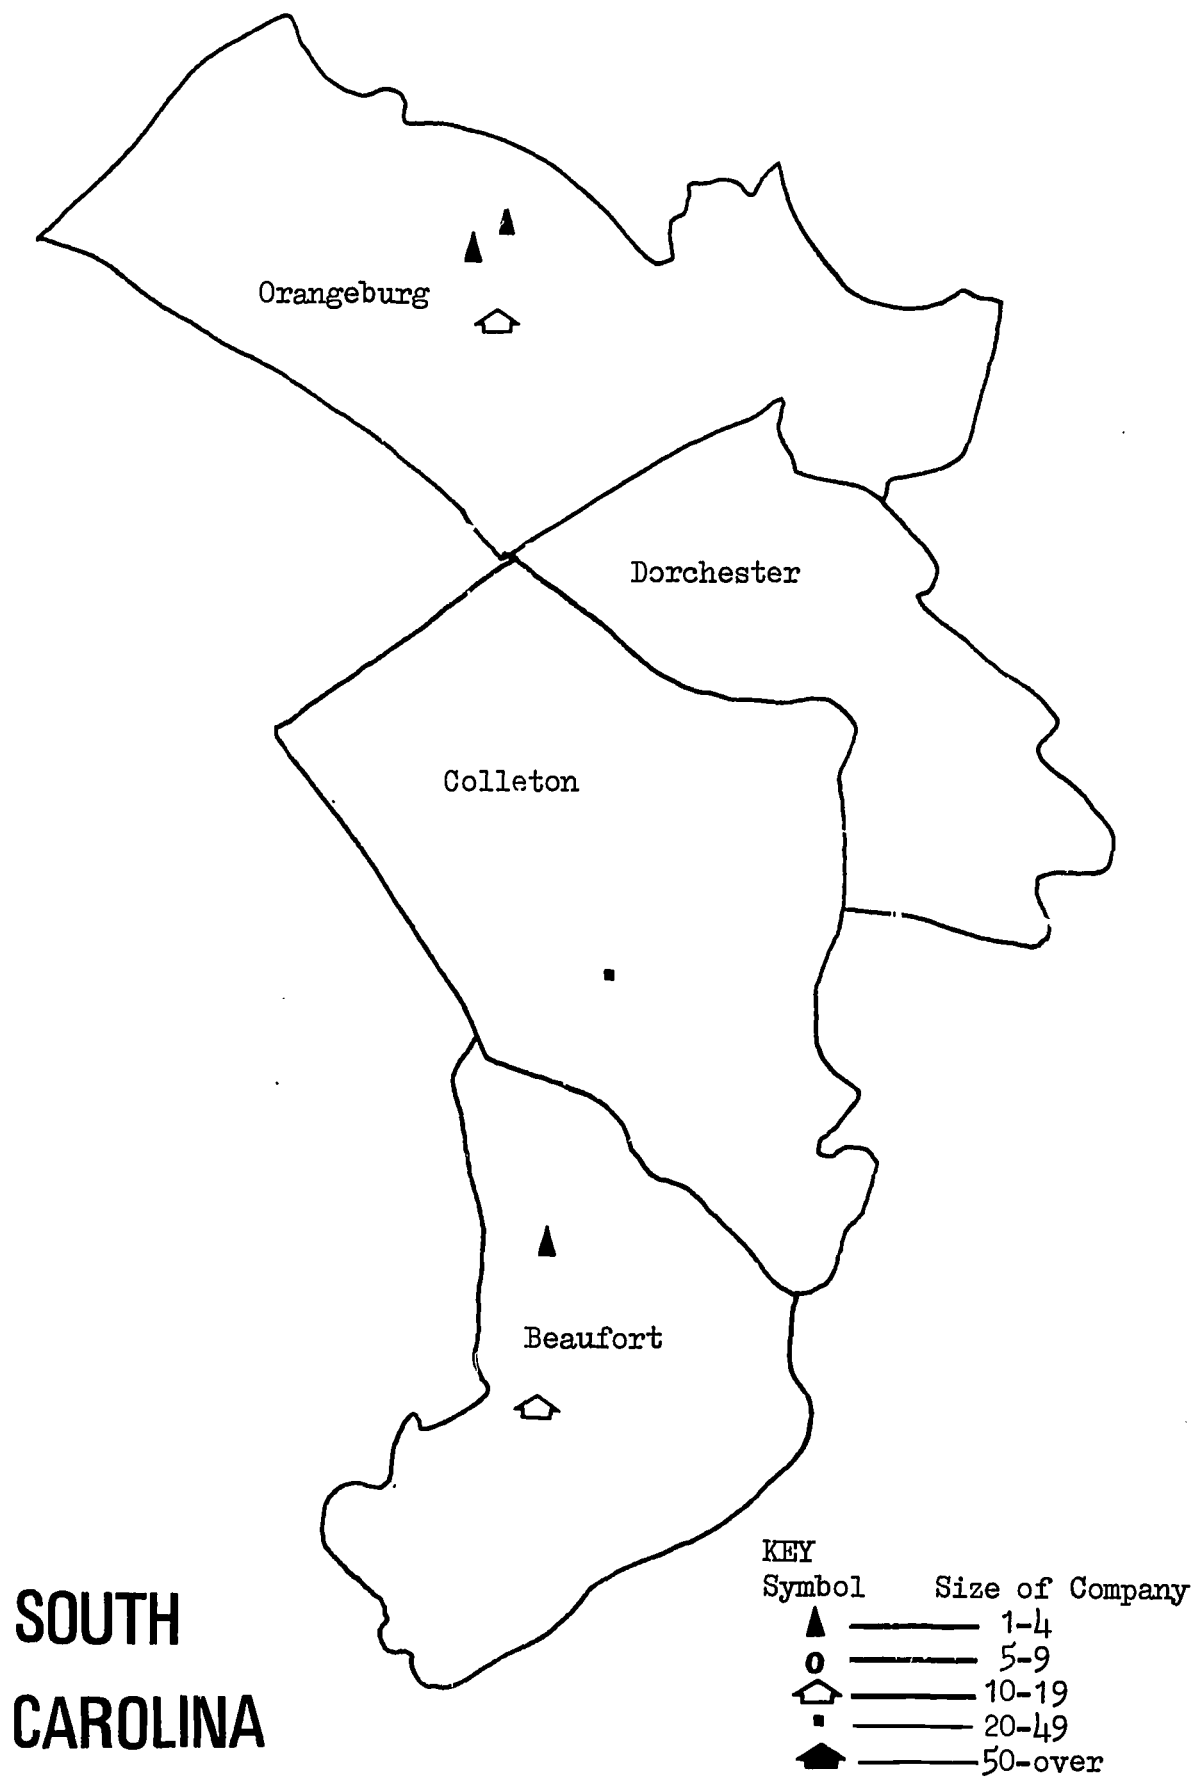 Orangeburg
Dorchester
Colleton
Beaufort
SOUTH
CAROLINA
KEY
Symbol Size of Company
1-4
5-9
10-19
20-49
50-over